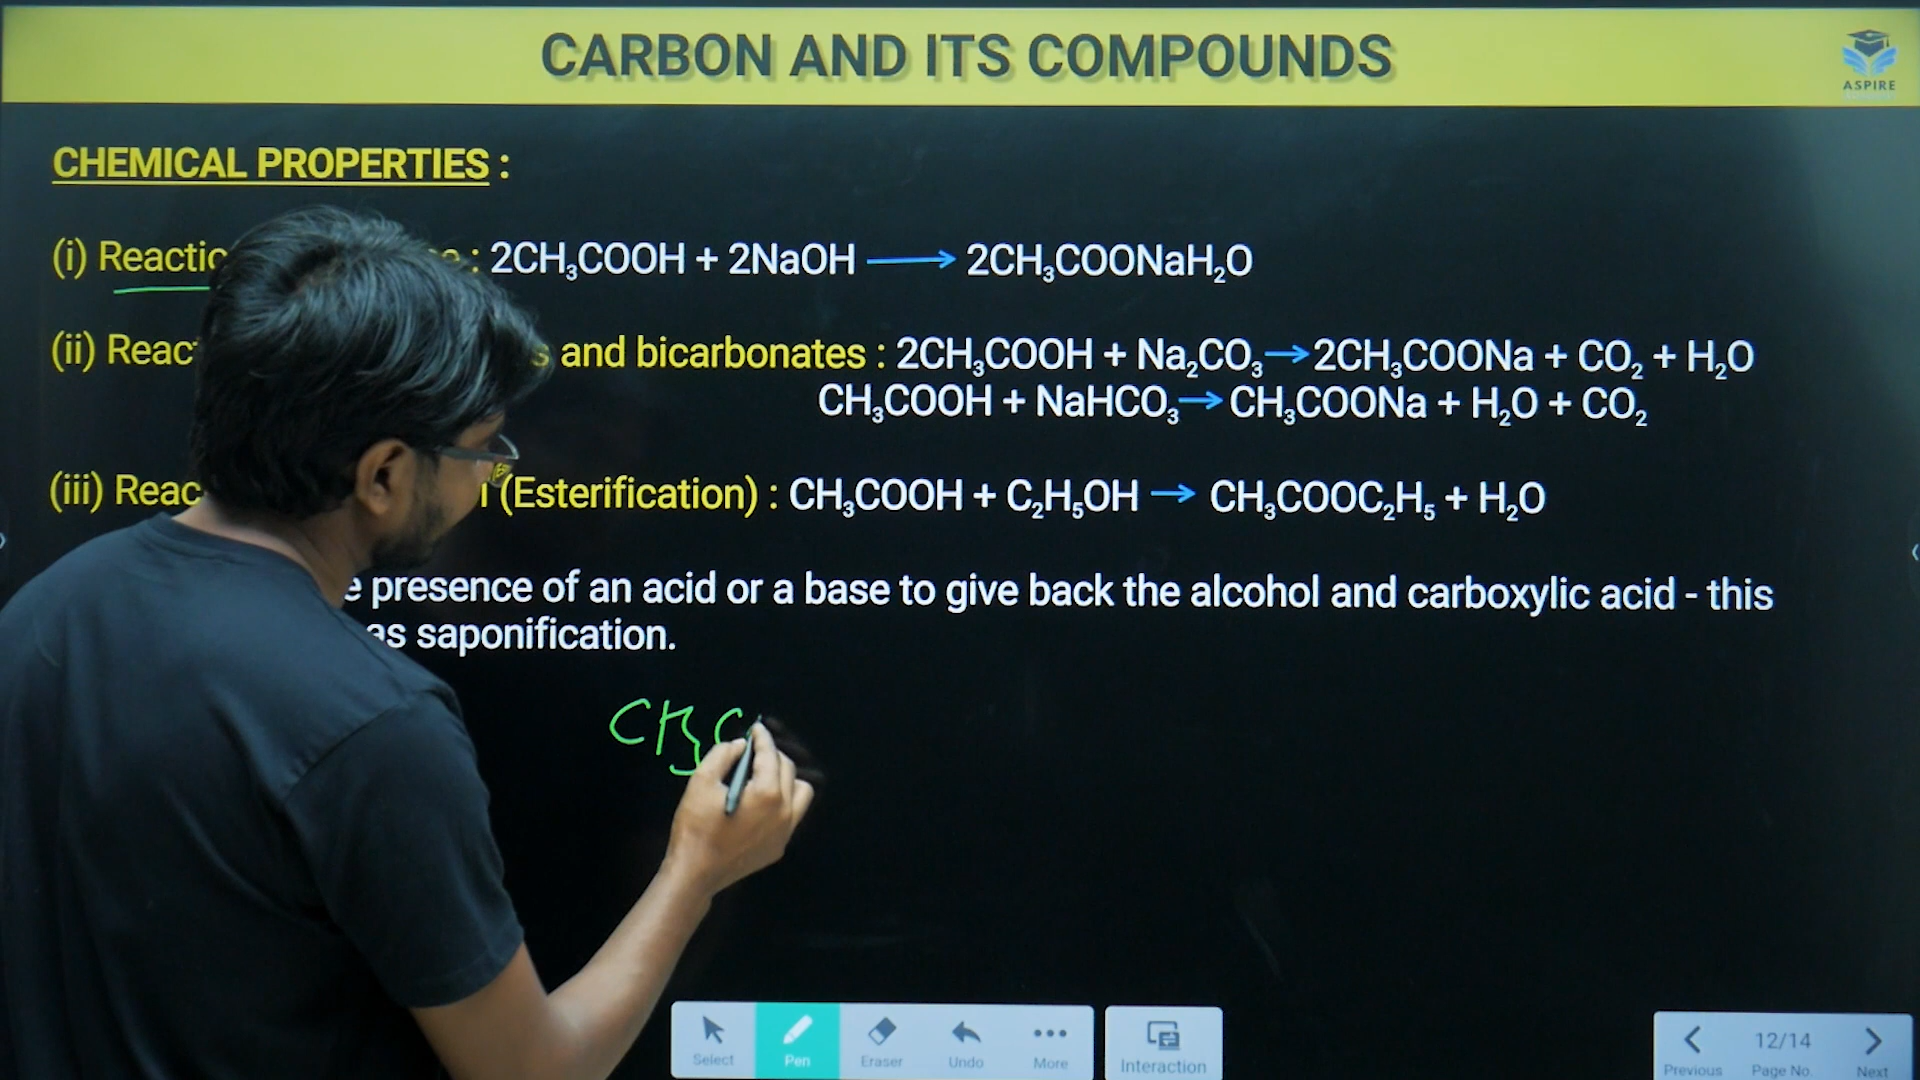 CARBON AND ITS COMPOUNDS
ASPIRE
CHEMICAL PROPERTIES :
(i) : 2CH₃COOH + 2NaOH → 2CH₃COONaH₂O
(ii) and bicarbonates : 2CH₃COOH + Na₂CO₃ → 2CH₃COONa + CO₂ + H₂O
CH₃COOH + NaHCO₃ → CH₃COONa + H₂O + CO₂
(iii) (Esterification) : CH₃COOH + C₂H₅OH → CH₃COOC₂H₅ + H₂O
presence of an acid or a base to give back the alcohol and carboxylic acid - this
as saponification.
CH₃C
Select Pen Eraser Undo More Interaction
12/14
Previous Page No. Next